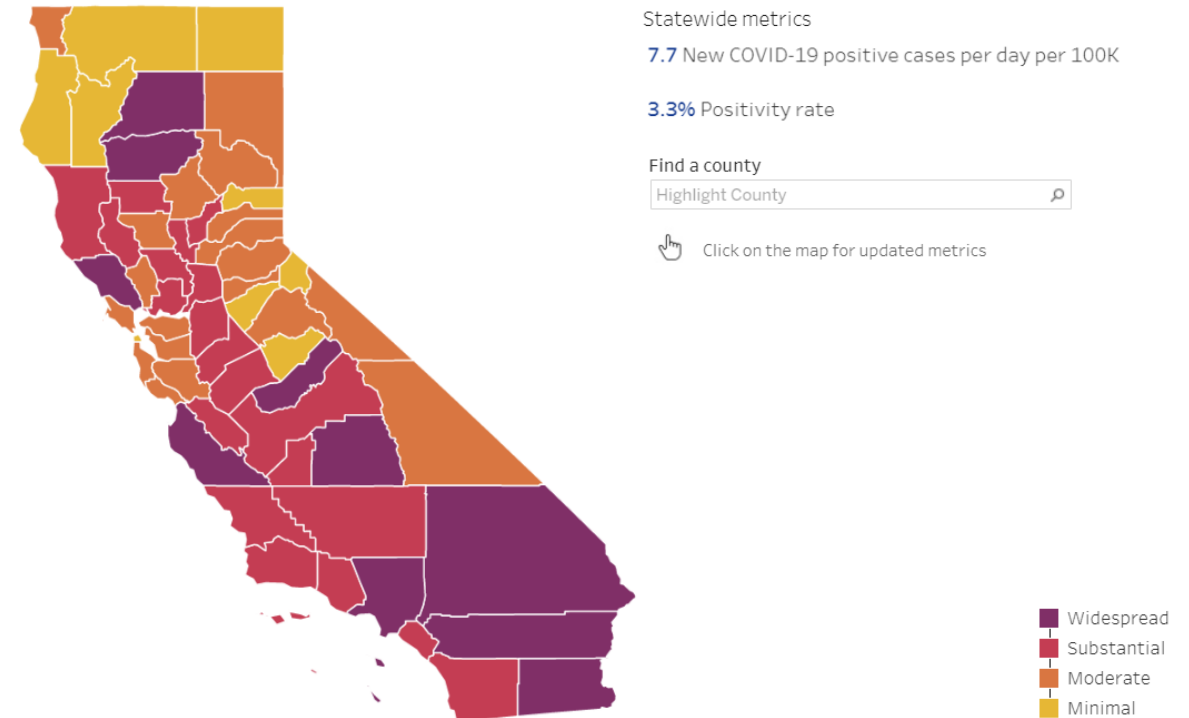 Statewide metrics
7.7 New COVID-19 positive cases per day per 100K
3.3% Positivity rate
Find a county
Highlight County
Click on the map for updated metrics
Widespread
Substantial
Moderate
Minimal